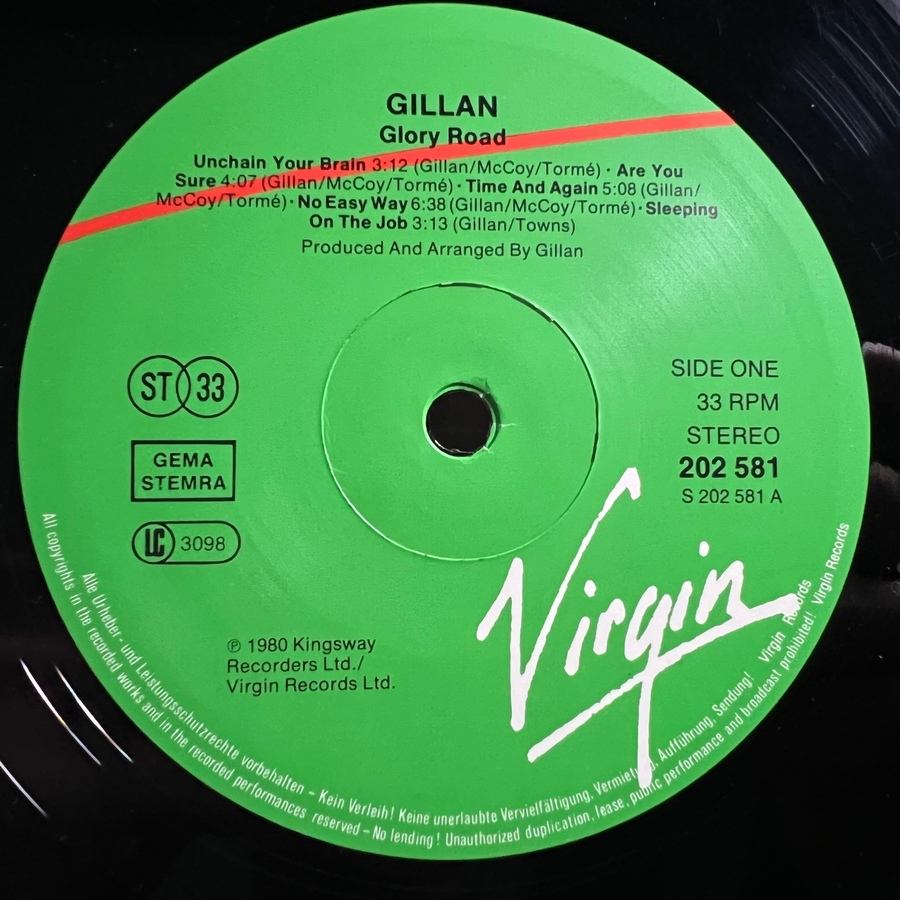 GILLAN
Glory Road
Unchain Your Brain 3:12 (Gillan/McCoy/Tormé) · Are You
Sure 4:07 (Gillan/McCoy/Tormé) · Time And Again 5:08 (Gillan/
McCoy/Tormé) · No Easy Way 6:38 (Gillan/McCoy/Tormé) · Sleeping
On The Job 3:13 (Gillan/Towns)
Produced And Arranged By Gillan
ST 33
GEMA
STEMRA
LC 3098
SIDE ONE
33 RPM
STEREO
202 581
S 202 581 A
Virgin
℗ 1980 Kingsway
Recorders Ltd./
Virgin Records Ltd.
Alle Urheber- und Leistungsschutzrechte vorbehalten – Kein Verleih! Keine unerlaubte Vervielfältigung, Vermietung, Aufführung, Sendung! Virgin Records
All copyrights in the recorded works and in the recorded performances reserved – No lending! Unauthorized duplication, lease, public performance and broadcast prohibited! Virgin Records